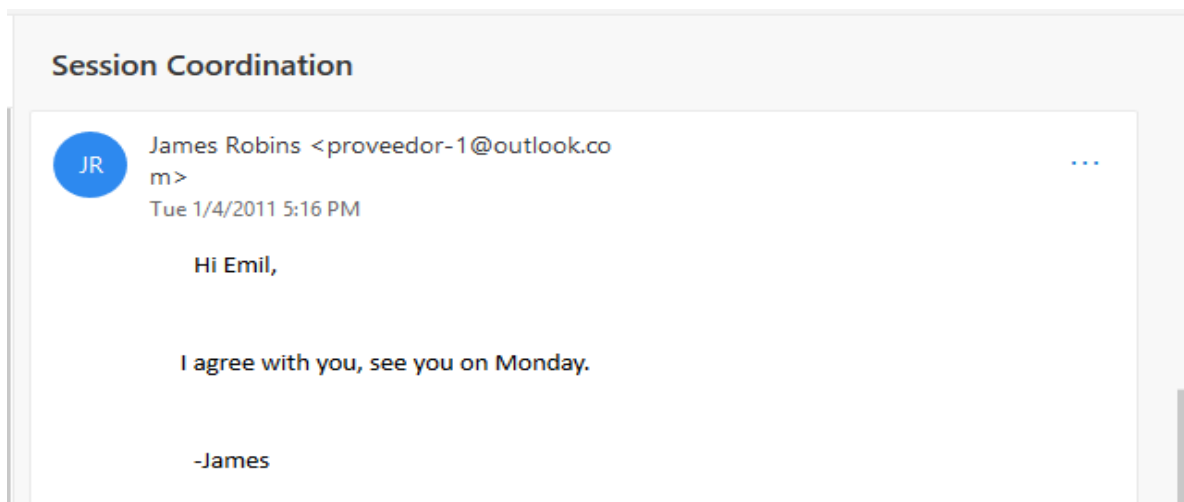 Session Coordination
JR
James Robins <proveedor-1@outlook.co
m>
...
Tue 1/4/2011 5:16 PM
Hi Emil,
I agree with you, see you on Monday.
-James